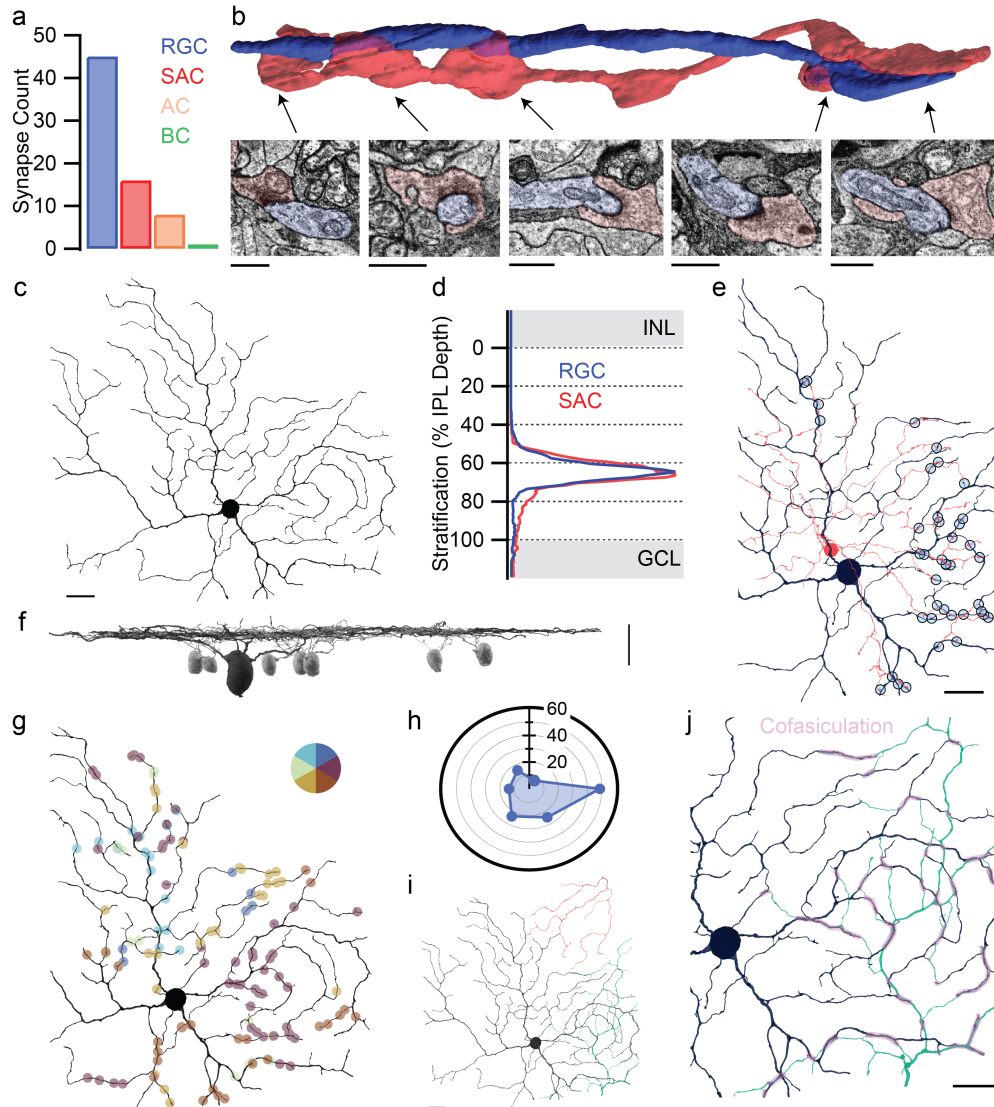 a
50
40
30
20
10
0
Synapse Count
RGC
SAC
AC
BC
b
c
d
INL
0
20
40
60
80
100
Stratification (% IPL Depth)
RGC
SAC
GCL
e
f
g
h
60
40
20
i
j
Cofasiculation